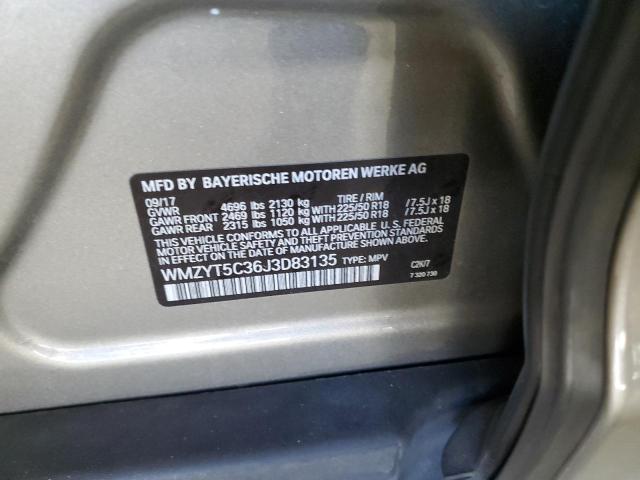 MFD BY BAYERISCHE MOTOREN WERKE AG
09/17 TIRE / RIM
GVWR 4696 lbs 2130 kg
GAWR FRONT 2469 lbs 1120 kg WITH 225/50 R18 /7.5J x 18
GAWR REAR 2315 lbs 1050 kg WITH 225/50 R18 /7.5J x 18
THIS VEHICLE CONFORMS TO ALL APPLICABLE U.S. FEDERAL
MOTOR VEHICLE SAFETY, BUMPER, AND THEFT PREVENTION
STANDARDS IN EFFECT ON THE
DATE OF MANUFACTURE SHOWN ABOVE.
WMZYT5C36J3D83135 TYPE: MPV
C2K/7
7 320 730